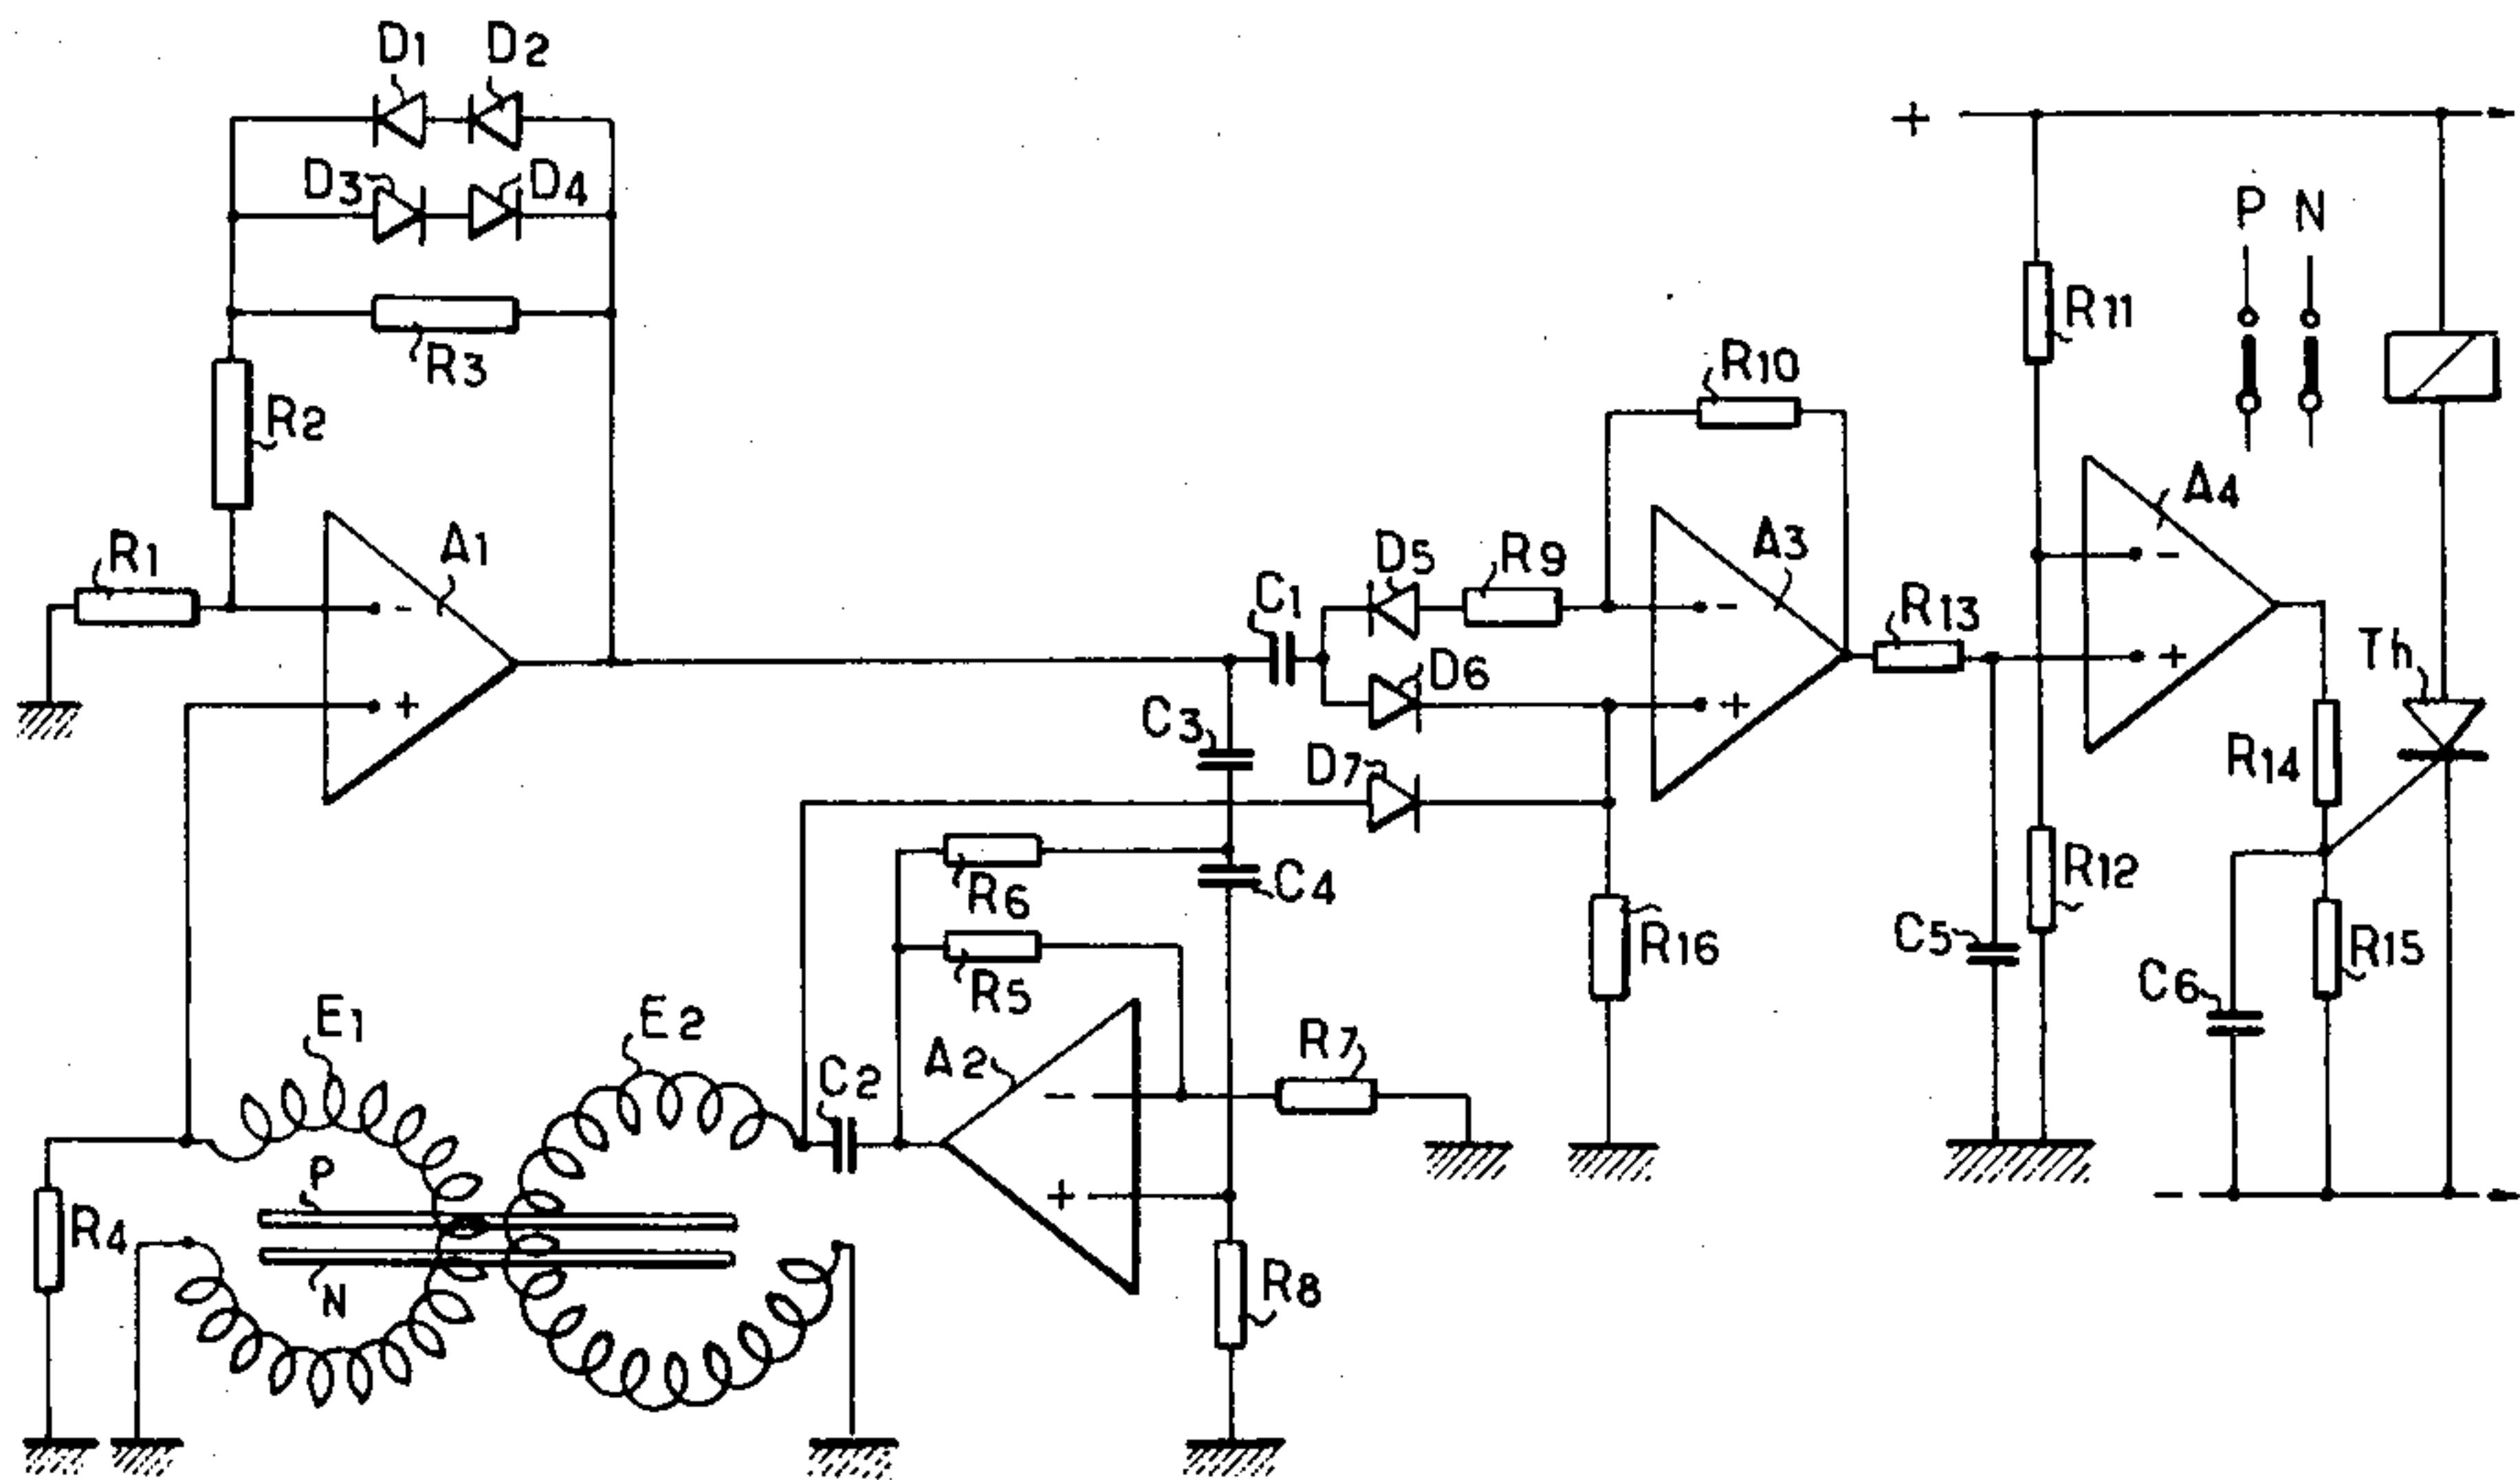 D1 D2
D3 D4
R3
R2
R1
A1
+
P N
R11
R10
A4
D5 R9
A3
C1
R13
D6
Th
C3
D7
R14
R6
C4
R12
R16
C5
R15
C6
R5
E1
E2
C2
A2
R7
P
R4
N
R8
-
+
-
+
-
+
-
+
-